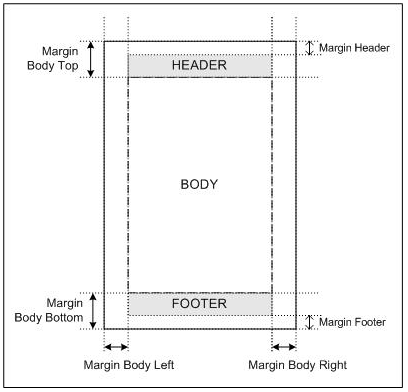 Margin
Body Top
Margin Header
HEADER
BODY
Margin
Body Bottom
FOOTER
Margin Footer
Margin Body Left
Margin Body Right